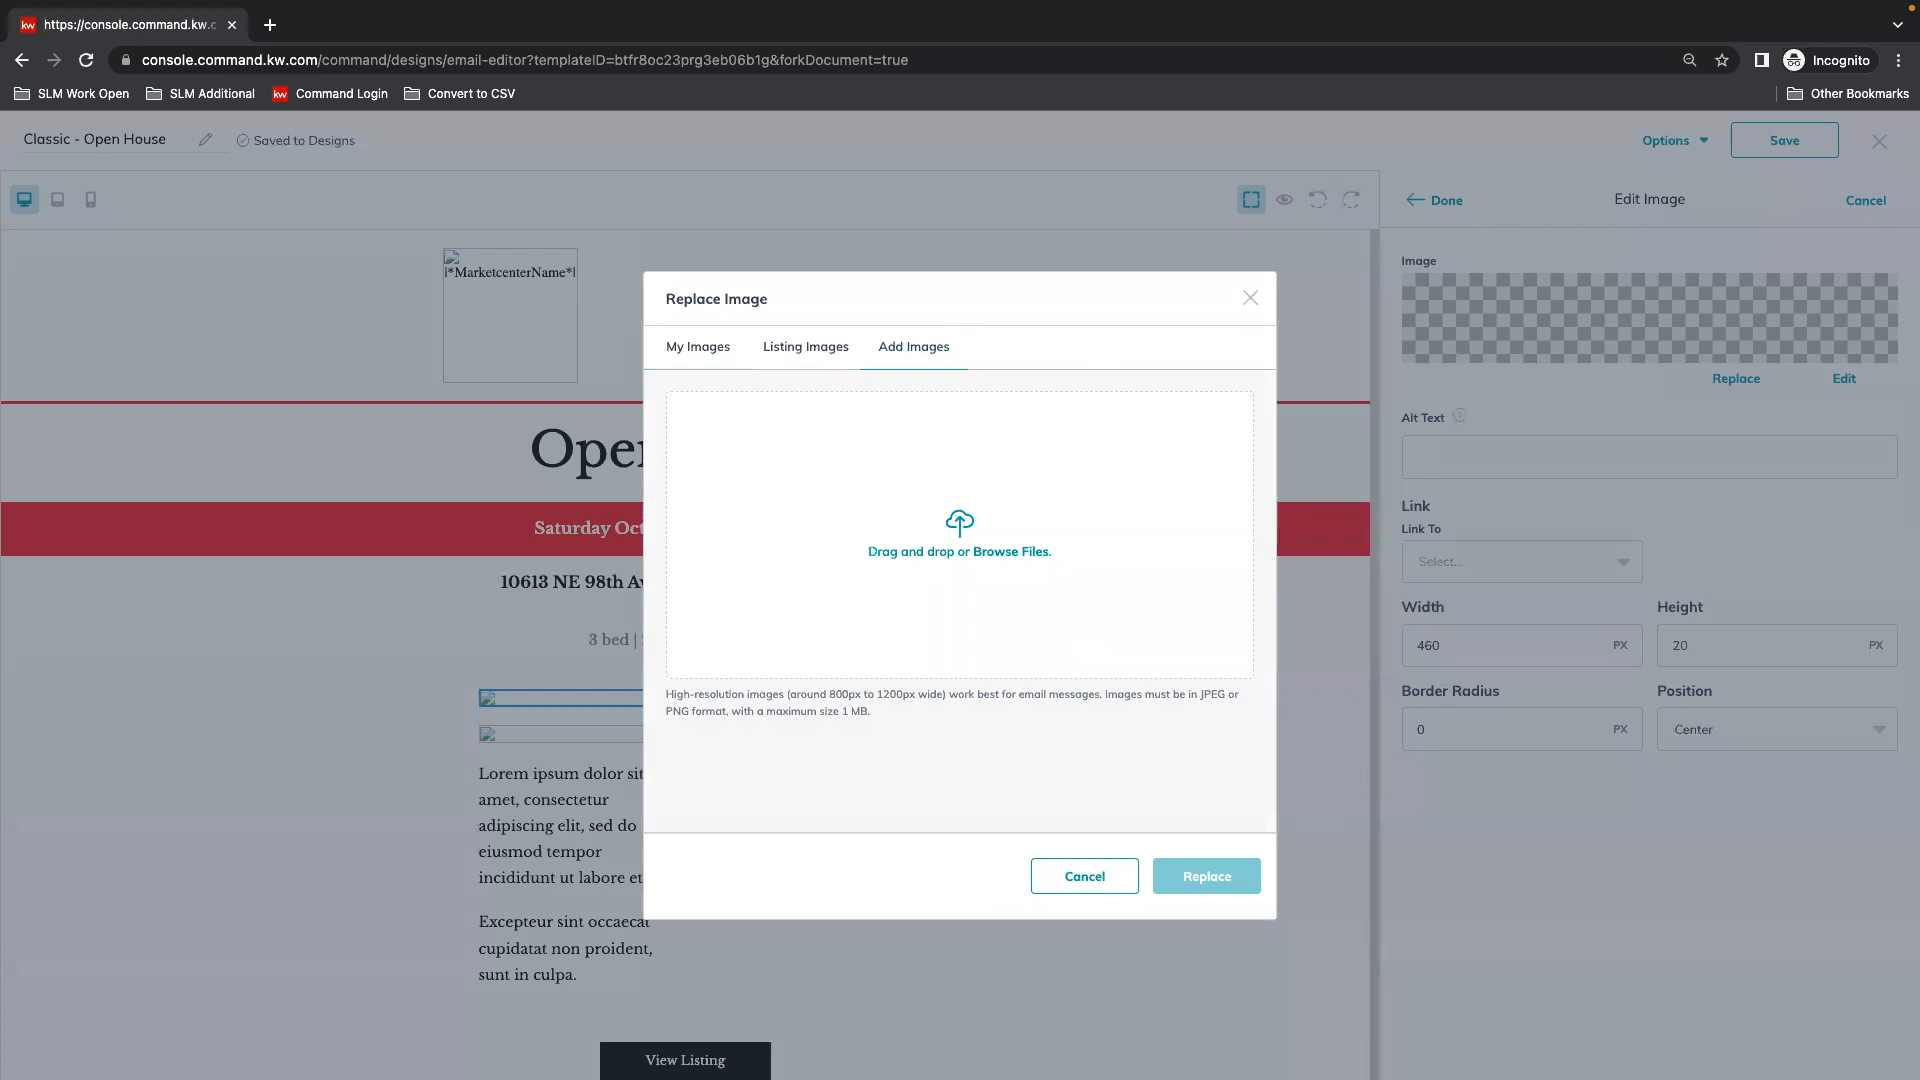 kw https://console.command.kw.c
console.command.kw.com/command/designs/email-editor?templateID=btfr8oc23prg3eb06b1g&forkDocument=true
Incognito
SLM Work Open
SLM Additional
kw Command Login
Convert to CSV
Other Bookmarks
Classic - Open House
Saved to Designs
Options
Save
Done
Edit Image
Cancel
|*MarketcenterName*|
Open
Saturday Oct
10613 NE 98th Av
3 bed |
Lorem ipsum dolor sit
amet, consectetur
adipiscing elit, sed do
eiusmod tempor
incididunt ut labore et
Excepteur sint occaecat
cupidatat non proident,
sunt in culpa.
View Listing
Replace Image
My Images
Listing Images
Add Images
Drag and drop or Browse Files.
High-resolution images (around 800px to 1200px wide) work best for email messages. Images must be in JPEG or
PNG format, with a maximum size 1 MB.
Cancel
Replace
Image
Replace
Edit
Alt Text
Link
Link To
Select...
Width
Height
460 PX
20 PX
Border Radius
Position
0 PX
Center